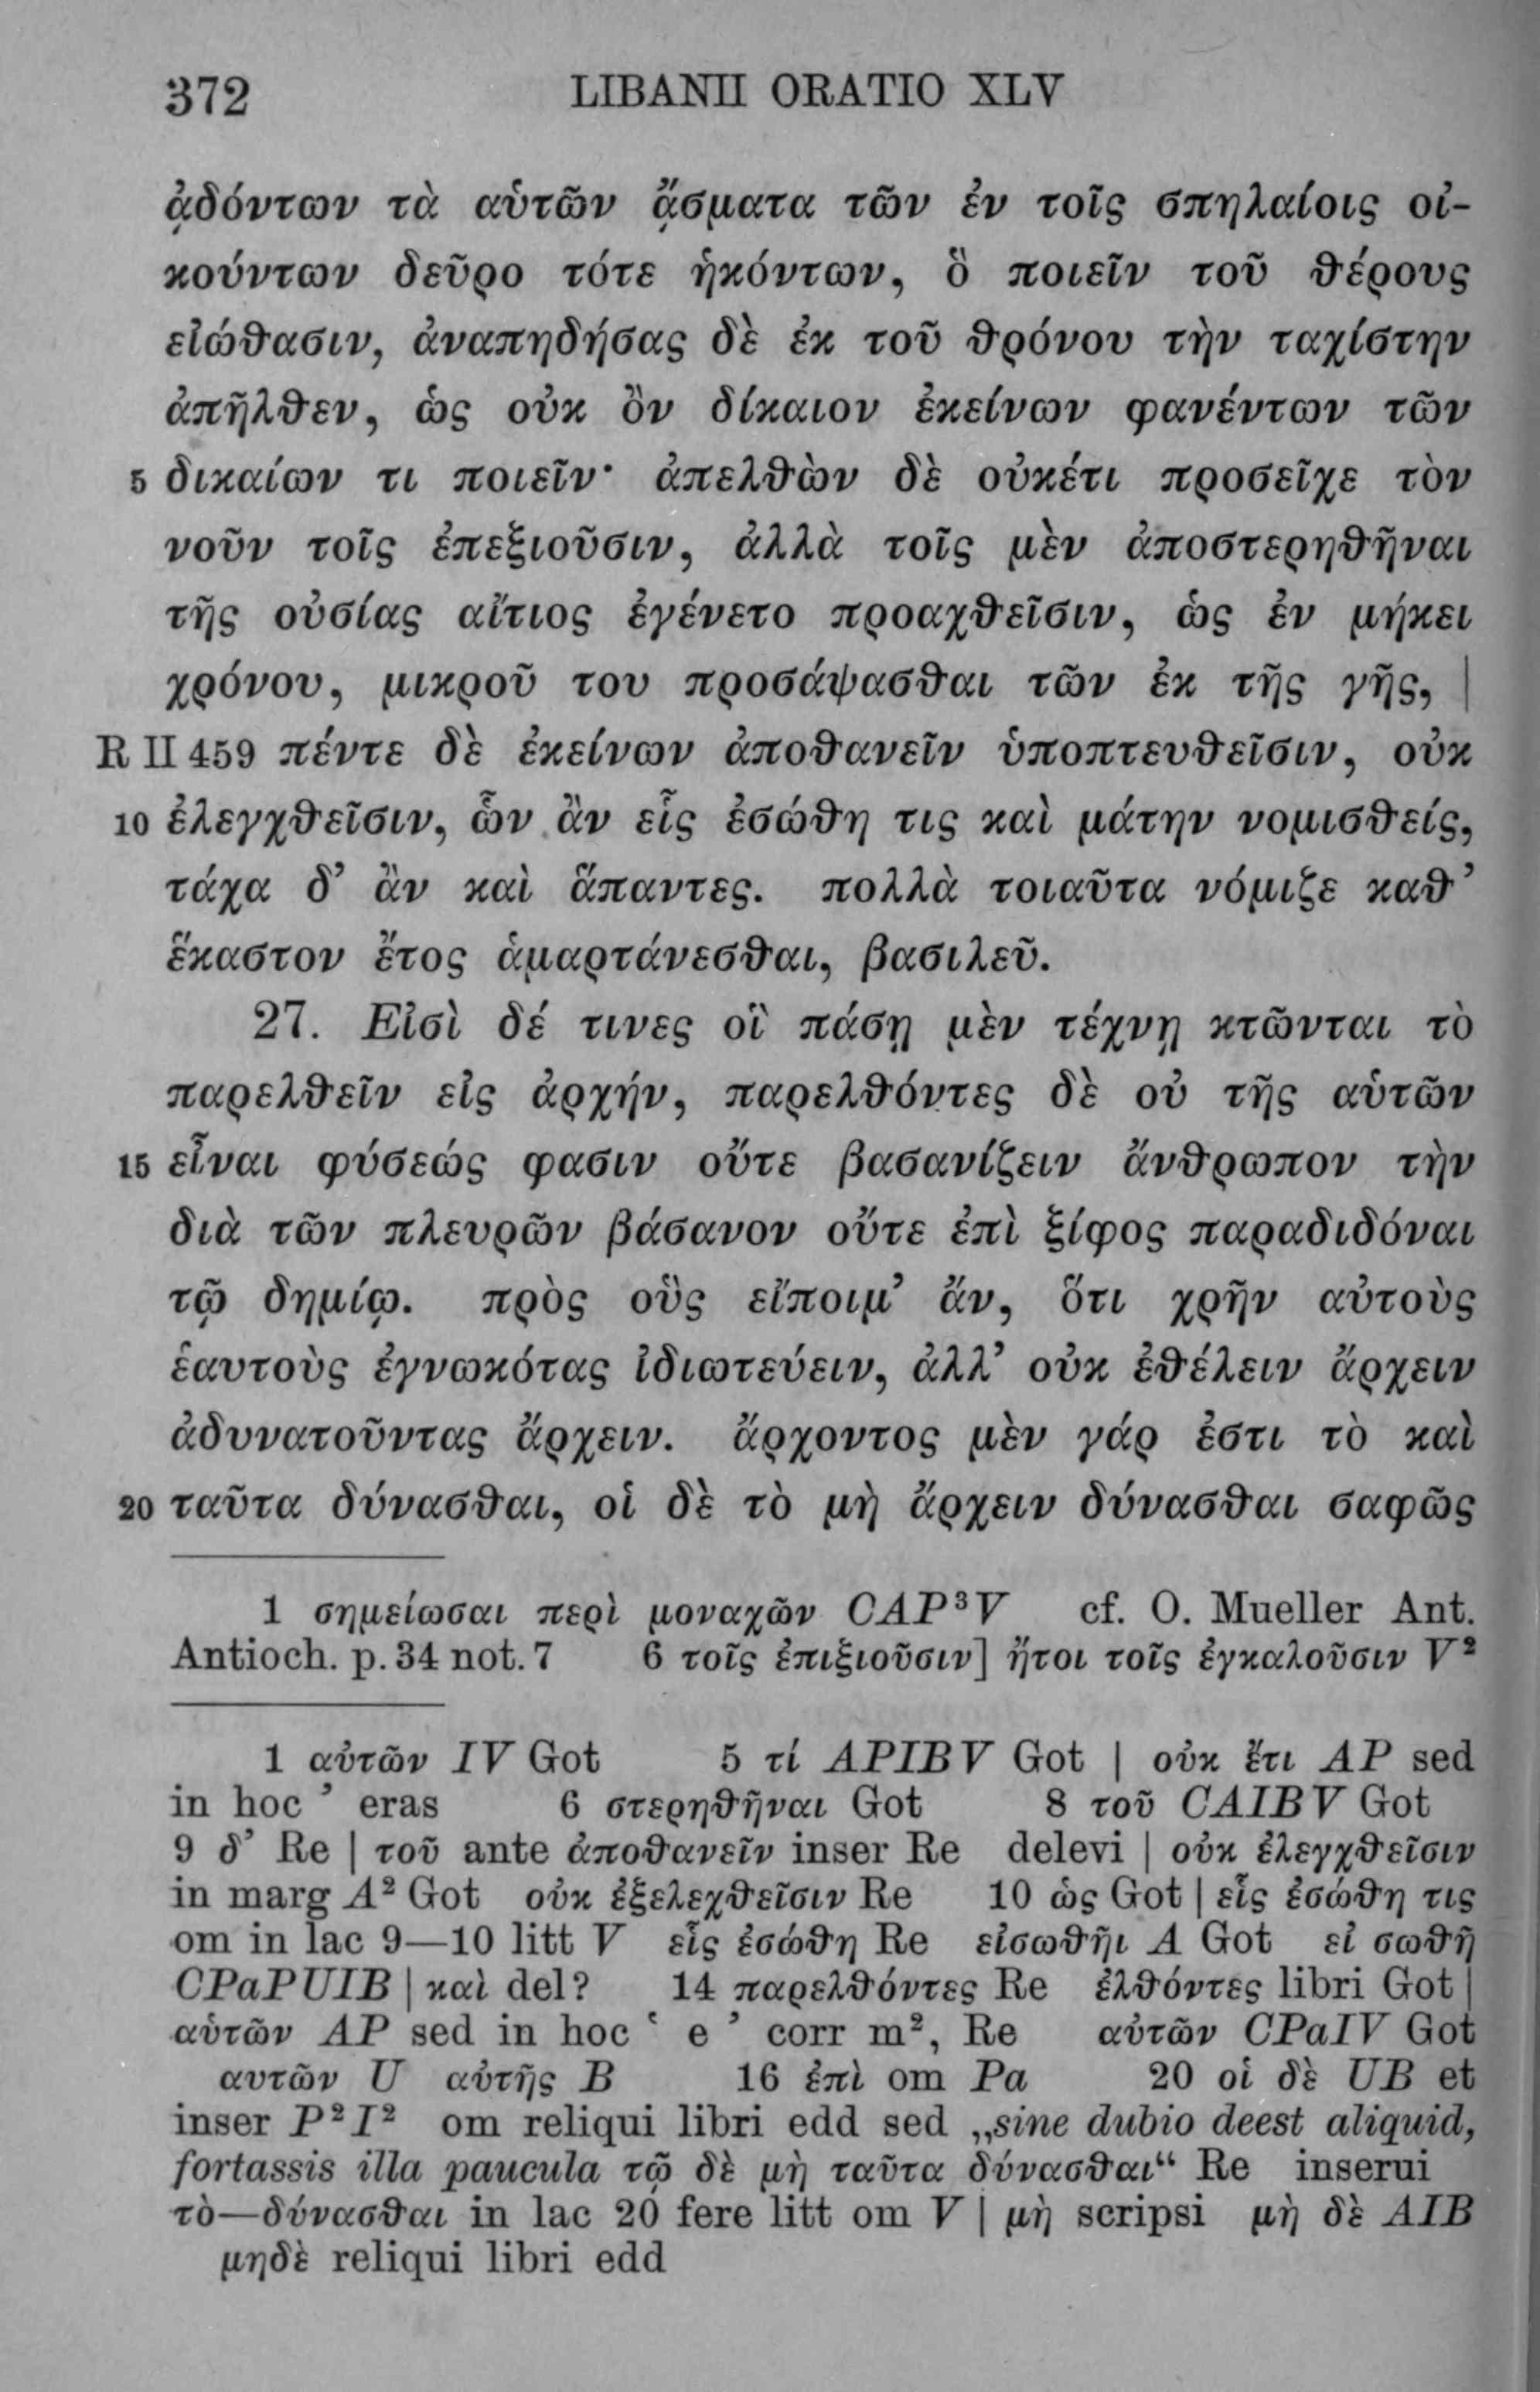 372 LIBANII ORATIO XLV
ᾀδόντων τὰ αὑτῶν ᾄσματα τῶν ἐν τοῖς σπηλαίοις οἰ-
κούντων δεῦρο τότε ἡκόντων, ὃ ποιεῖν τοῦ θέρους
εἰώθασιν, ἀναπηδήσας δὲ ἐκ τοῦ θρόνου τὴν ταχίστην
ἀπῆλθεν, ὡς οὐκ ὂν δίκαιον ἐκείνων φανέντων τῶν
5 δικαίων τι ποιεῖν· ἀπελθὼν δὲ οὐκέτι προσεῖχε τὸν
νοῦν τοῖς ἐπεξιοῦσιν, ἀλλὰ τοῖς μὲν ἀποστερηθῆναι
τῆς οὐσίας αἴτιος ἐγένετο προαχθεῖσιν, ὡς ἐν μήκει
χρόνου, μικροῦ του προσάψασθαι τῶν ἐκ τῆς γῆς, |
R II 459 πέντε δὲ ἐκείνων ἀποθανεῖν ὑποπτευθεῖσιν, οὐκ
10 ἐλεγχθεῖσιν, ὧν ἂν εἷς ἐσώθη τις καὶ μάτην νομισθείς,
τάχα δ’ ἂν καὶ ἅπαντες. πολλὰ τοιαῦτα νόμιζε καθ’
ἕκαστον ἔτος ἁμαρτάνεσθαι, βασιλεῦ.
27. Εἰσὶ δέ τινες οἳ πάσῃ μὲν τέχνῃ κτῶνται τὸ
παρελθεῖν εἰς ἀρχήν, παρελθόντες δὲ οὐ τῆς αὑτῶν
15 εἶναι φύσεώς φασιν οὔτε βασανίζειν ἄνθρωπον τὴν
διὰ τῶν πλευρῶν βάσανον οὔτε ἐπὶ ξίφος παραδιδόναι
τῷ δημίῳ. πρὸς οὓς εἴποιμ’ ἄν, ὅτι χρῆν αὐτοὺς
ἑαυτοὺς ἐγνωκότας ἰδιωτεύειν, ἀλλ’ οὐκ ἐθέλειν ἄρχειν
ἀδυνατοῦντας ἄρχειν. ἄρχοντος μὲν γάρ ἐστι τὸ καὶ
20 ταῦτα δύνασθαι, οἱ δὲ τὸ μὴ ἄρχειν δύνασθαι σαφῶς
1 σημείωσαι περὶ μοναχῶν CAP³V cf. O. Mueller Ant.
Antioch. p. 34 not. 7 6 τοῖς ἐπιξιοῦσιν] ἤτοι τοῖς ἐγκαλοῦσιν V²
1 αὐτῶν IV Got 5 τί APIBV Got | οὐκ ἔτι AP sed
in hoc ’ eras 6 στερηθῆναι Got 8 τοῦ CAIBV Got
9 δ’ Re | τοῦ ante ἀποθανεῖν inser Re delevi | οὐκ ἐλεγχθεῖσιν
in marg A² Got οὐκ ἐξελεχθεῖσιν Re 10 ὡς Got | εἷς ἐσώθη τις
om in lac 9—10 litt V εἷς ἐσώθη Re εἰσωθῆι A Got εἰ σωθῆ
CPaPUIB | καὶ del? 14 παρελθόντες Re ἐλθόντες libri Got |
αὑτῶν AP sed in hoc ‘ e ’ corr m², Re αὐτῶν CPaIV Got
αυτῶν U αὐτῆς B 16 ἐπὶ om Pa 20 οἱ δὲ UB et
inser P²I² om reliqui libri edd sed „sine dubio deest aliquid,
fortassis illa paucula τῷ δὲ μὴ ταῦτα δύνασθαι“ Re inserui
τὸ—δύνασθαι in lac 20 fere litt om V | μὴ scripsi μὴ δὲ AIB
μηδὲ reliqui libri edd